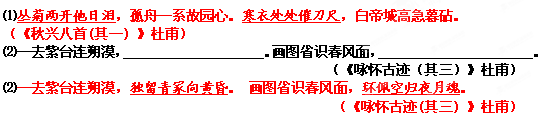 ⑴丛菊两开他日泪，孤舟一系故园心。寒衣处处催刀尺，白帝城高急暮砧。
（《秋兴八首(其一) 》杜甫）
⑵一去紫台连朔漠，____________________。画图省识春风面，______________________。
（《咏怀古迹（其三）》杜甫）
⑵一去紫台连朔漠，独留青冢向黄昏。 画图省识春风面，环佩空归夜月魂。
（《咏怀古迹(其三) 》杜甫）